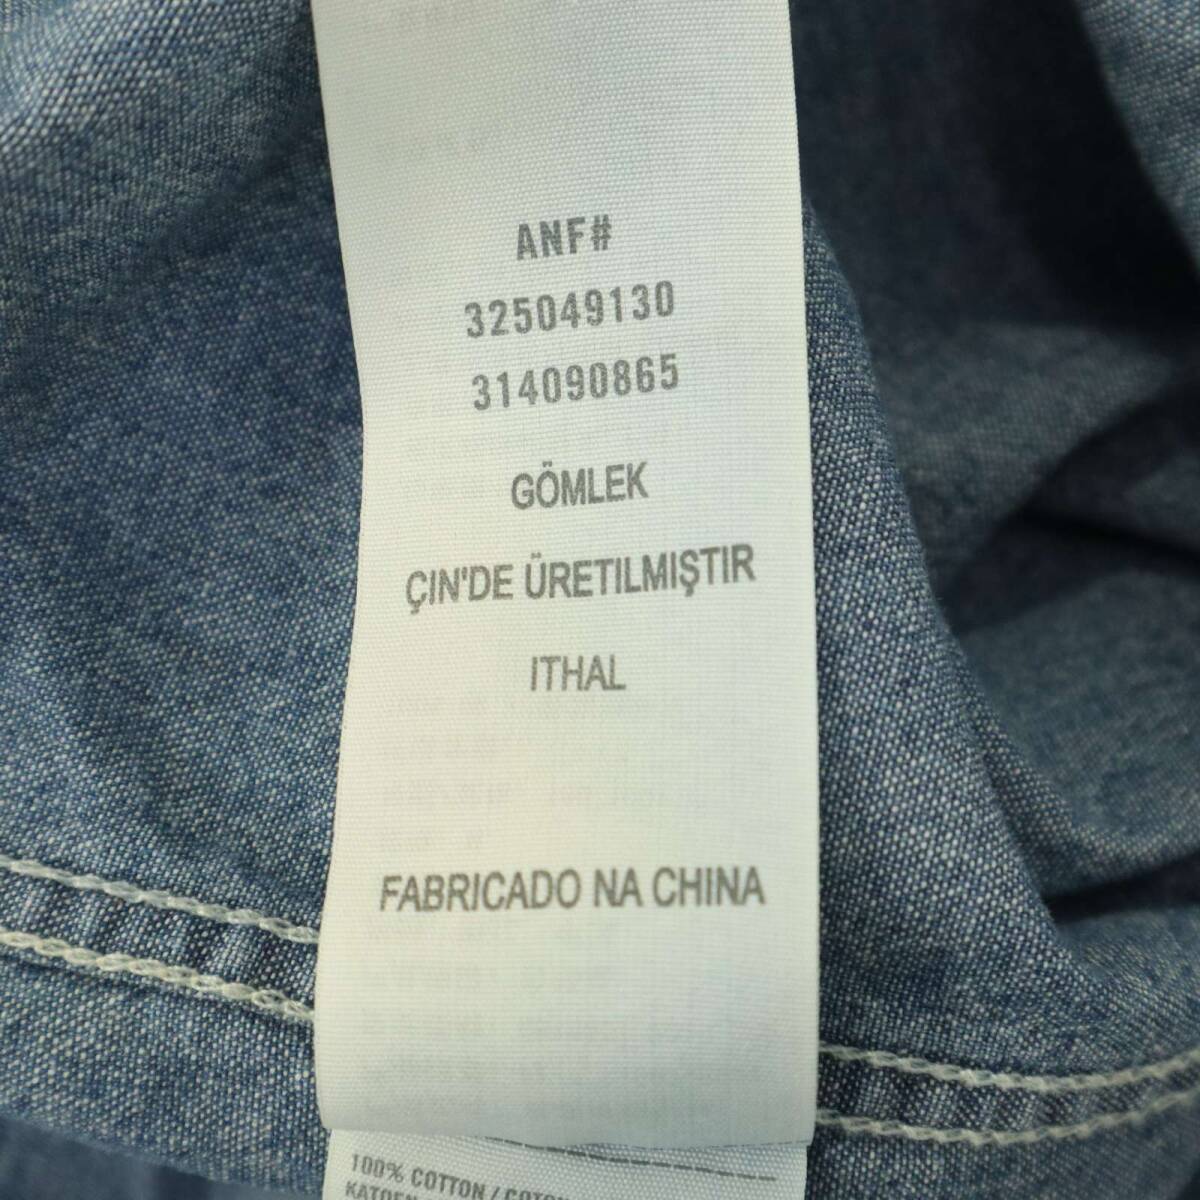 ANF#
325049130
314090865
GÖMLEK
ÇIN'DE ÜRETILMIŞTIR
ITHAL
FABRICADO NA CHINA
100% COTTON /